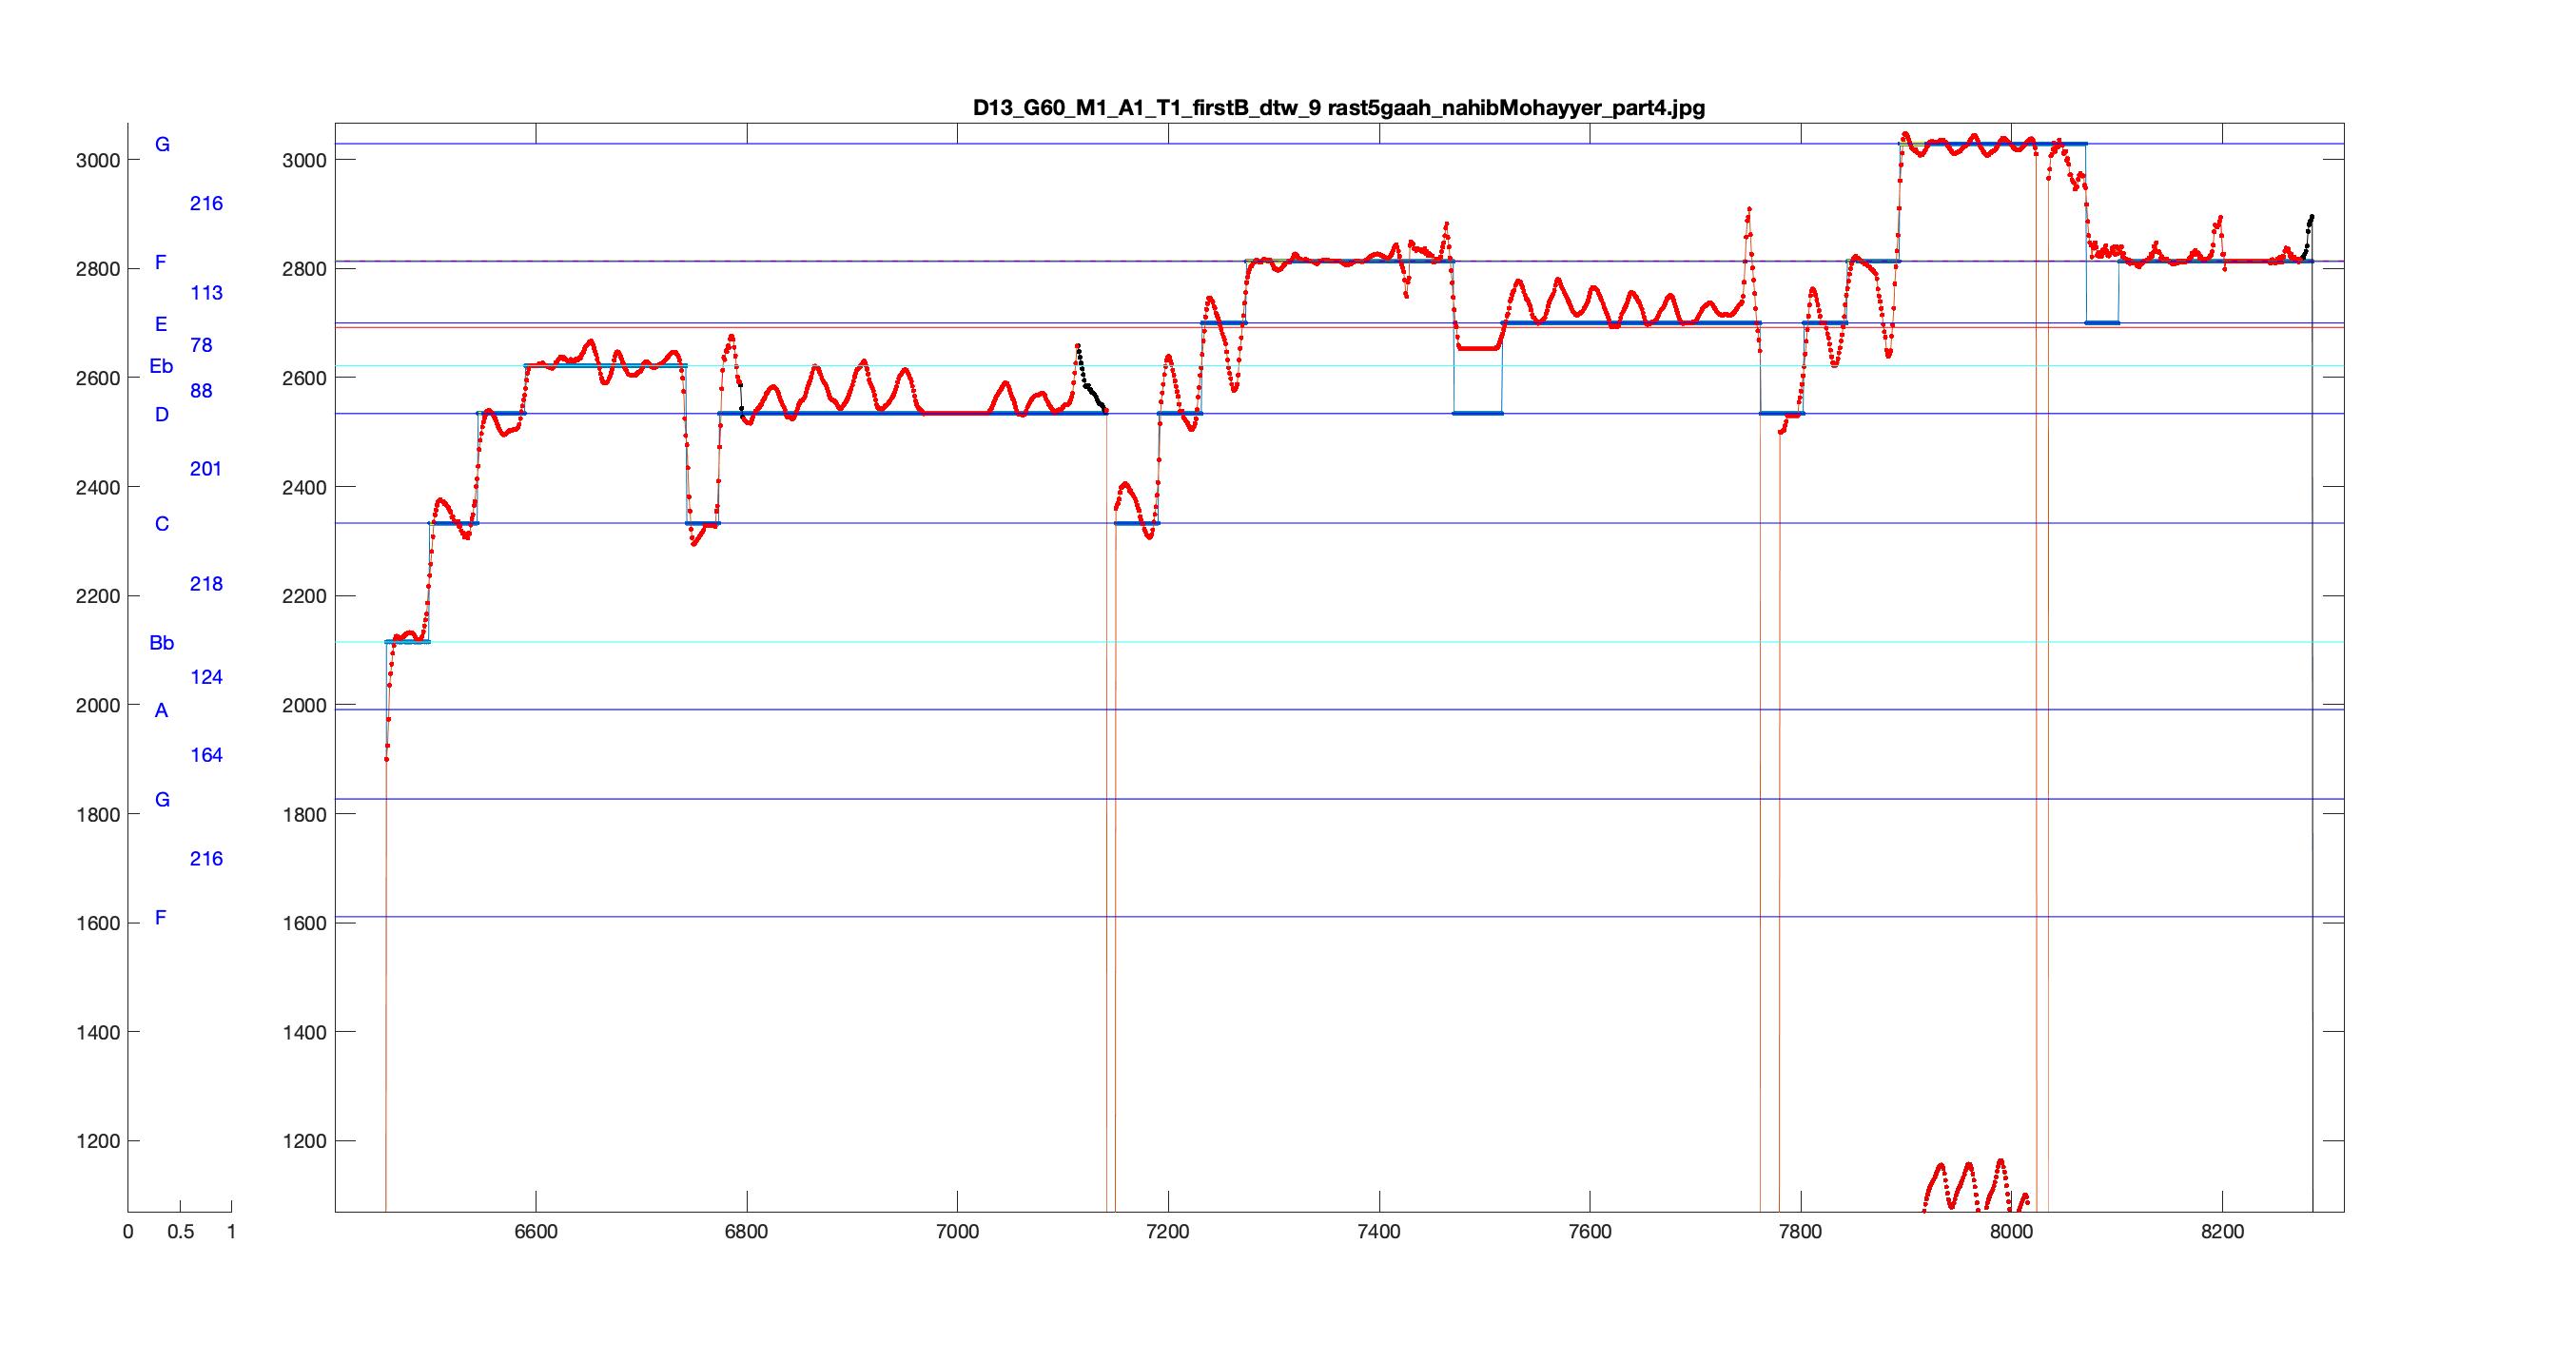 D13_G60_M1_A1_T1_firstB_dtw_9 rast5gaah_nahibMohayyer_part4.jpg
G
3000 3000
216
F
2800 2800
113
E
78
Eb
2600 2600
88
D
201
2400 2400
C
218
2200 2200
Bb
124
2000 2000
A
164
G
1800 1800
216
F
1600 1600
1400 1400
1200 1200
0 0.5 1 6600 6800 7000 7200 7400 7600 7800 8000 8200